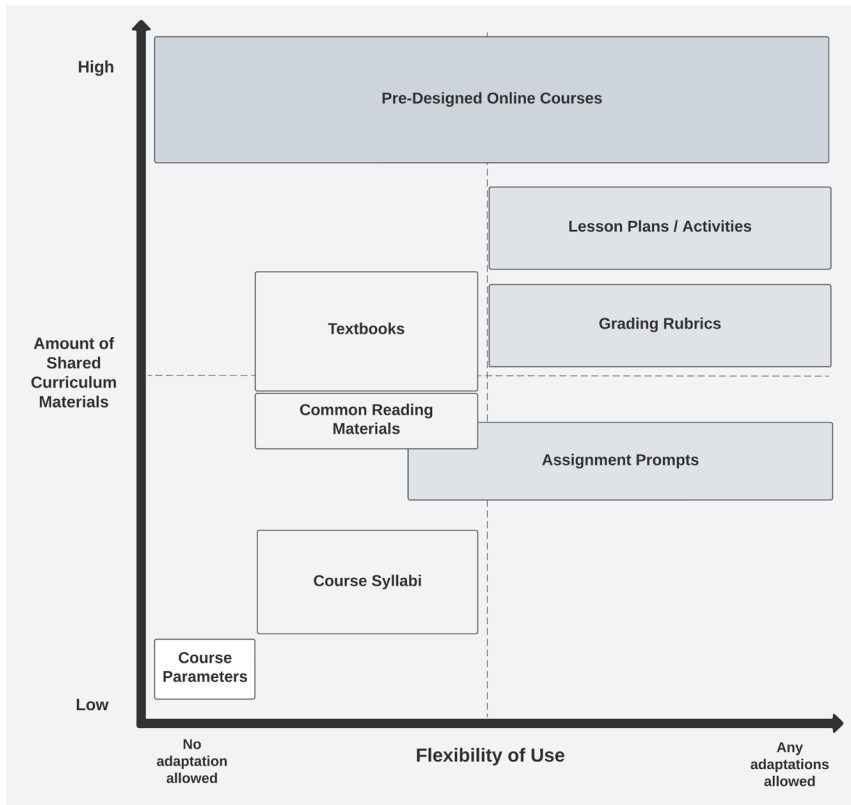 High
Pre-Designed Online Courses
Lesson Plans / Activities
Textbooks
Grading Rubrics
Amount of
Shared
Curriculum
Materials
Common Reading
Materials
Assignment Prompts
Course Syllabi
Course
Parameters
Low
No
adaptation
allowed
Flexibility of Use
Any
adaptations
allowed